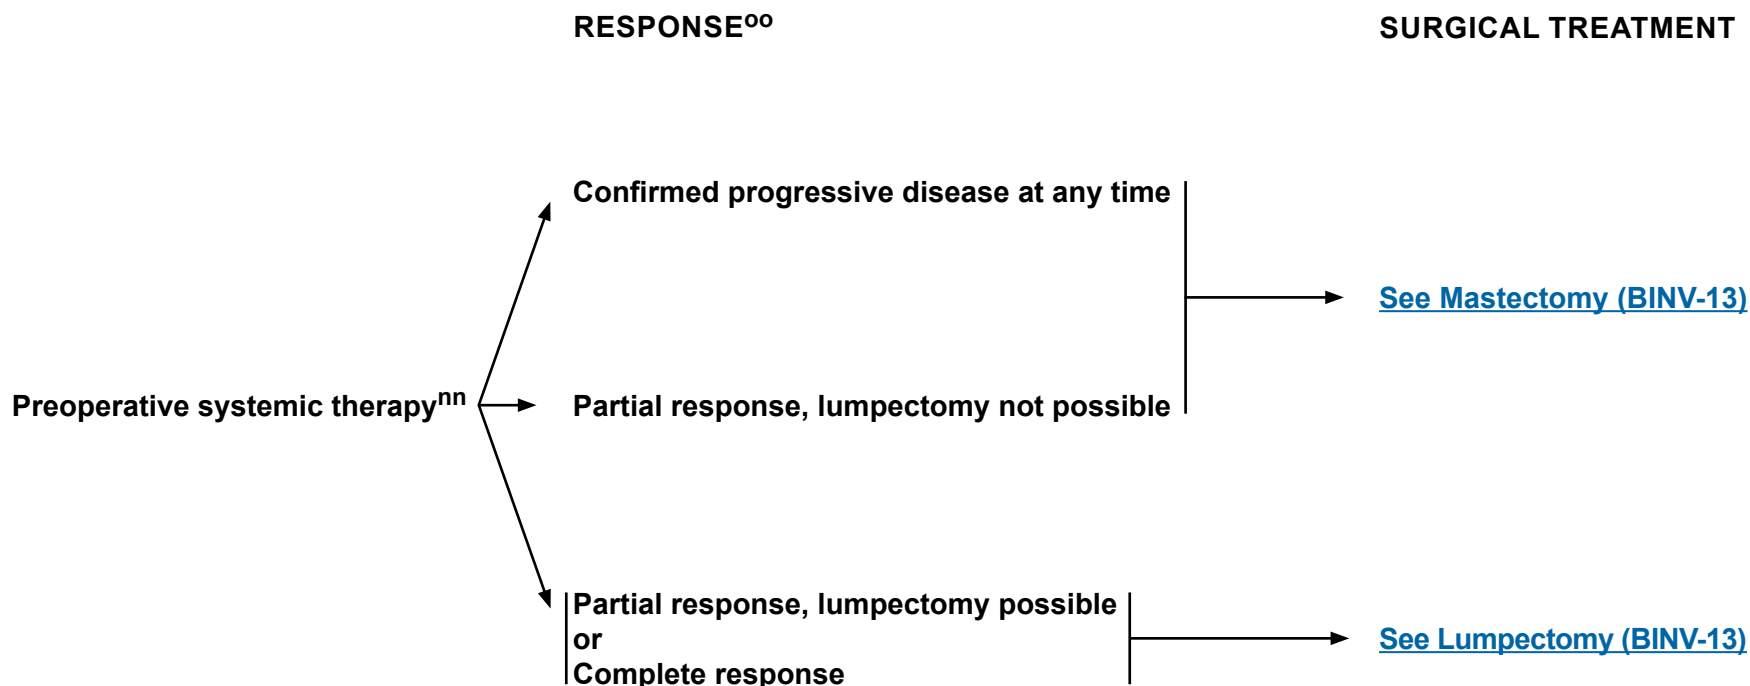 RESPONSEoo
SURGICAL TREATMENT
Confirmed progressive disease at any time
See Mastectomy (BINV-13)
Preoperative systemic therapynn
Partial response, lumpectomy not possible
Partial response, lumpectomy possible
or
Complete response
See Lumpectomy (BINV-13)